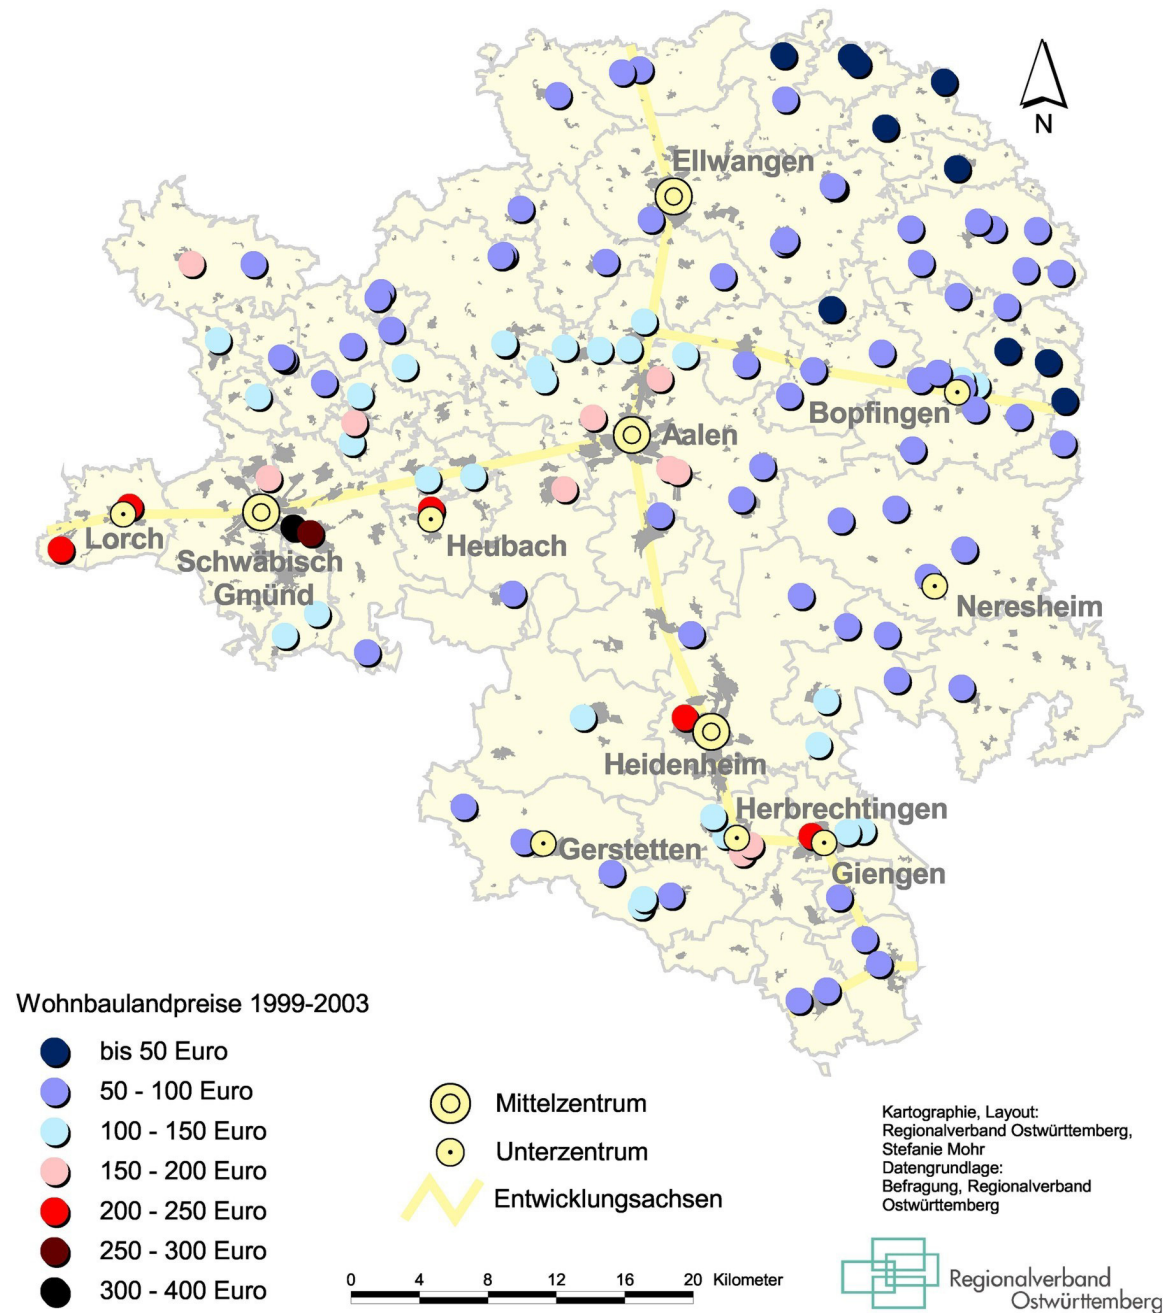 N
Ellwangen
Bopfingen
Aalen
Lorch
Schwäbisch
Gmünd
Heubach
Neresheim
Heidenheim
Herbrechtingen
Gerstetten
Giengen
Wohnbaulandpreise 1999-2003
bis 50 Euro
50 - 100 Euro
100 - 150 Euro
150 - 200 Euro
200 - 250 Euro
250 - 300 Euro
300 - 400 Euro
Mittelzentrum
Unterzentrum
Entwicklungsachsen
0 4 8 12 16 20 Kilometer
Kartographie, Layout:
Regionalverband Ostwürttemberg,
Stefanie Mohr
Datengrundlage:
Befragung, Regionalverband
Ostwürttemberg
Regionalverband
Ostwürttemberg